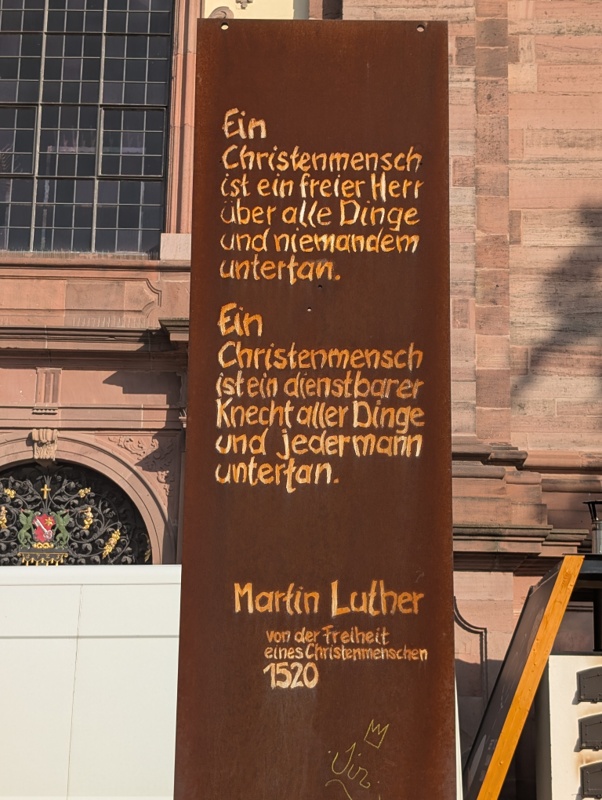 Ein
Christenmensch
ist ein freier Herr
über alle Dinge
und niemandem
untertan.
Ein
Christenmensch
ist ein dienstbarer
Knecht aller Dinge
und jedermann
untertan.
Martin Luther
von der Freiheit
eines Christenmenschen
1520